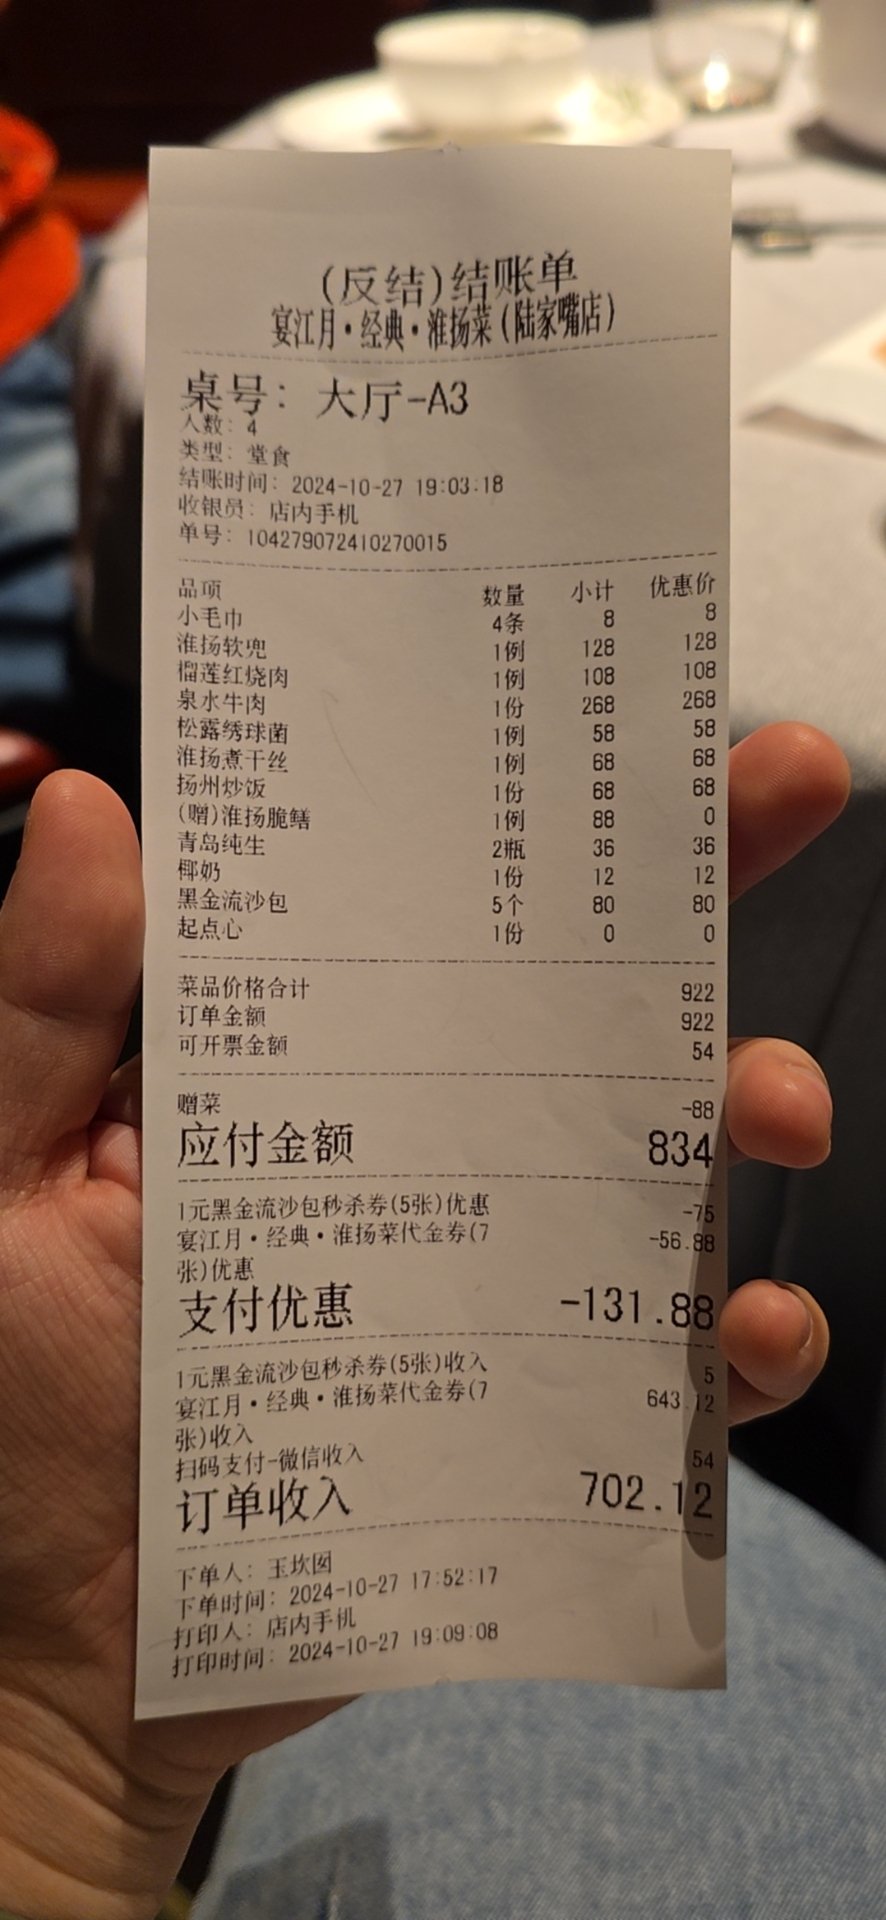 (反结)结账单
宴江月·经典·淮扬菜(陆家嘴店)
桌号: 大厅-A3
人数: 4
类型: 堂食
结账时间: 2024-10-27 19:03:18
收银员: 店内手机
单号: 104279072410270015
品项 数量 小计 优惠价
小毛巾 4条 8 8
淮扬软兜 1例 128 128
榴莲红烧肉 1例 108 108
泉水牛肉 1份 268 268
松露绣球菌 1例 58 58
淮扬煮干丝 1例 68 68
扬州炒饭 1份 68 68
(赠)淮扬脆鳝 1例 88 0
青岛纯生 2瓶 36 36
椰奶 1份 12 12
黑金流沙包 5个 80 80
起点心 1份 0 0
菜品价格合计 922
订单金额 922
可开票金额 54
赠菜 -88
应付金额 834
1元黑金流沙包秒杀券(5张)优惠 -75
宴江月·经典·淮扬菜代金券(7 -56.88
张)优惠
支付优惠 -131.88
1元黑金流沙包秒杀券(5张)收入 5
宴江月·经典·淮扬菜代金券(7 643.12
张)收入
扫码支付-微信收入 54
订单收入 702.12
下单人: 玉坎囡
下单时间: 2024-10-27 17:52:17
打印人: 店内手机
打印时间: 2024-10-27 19:09:08